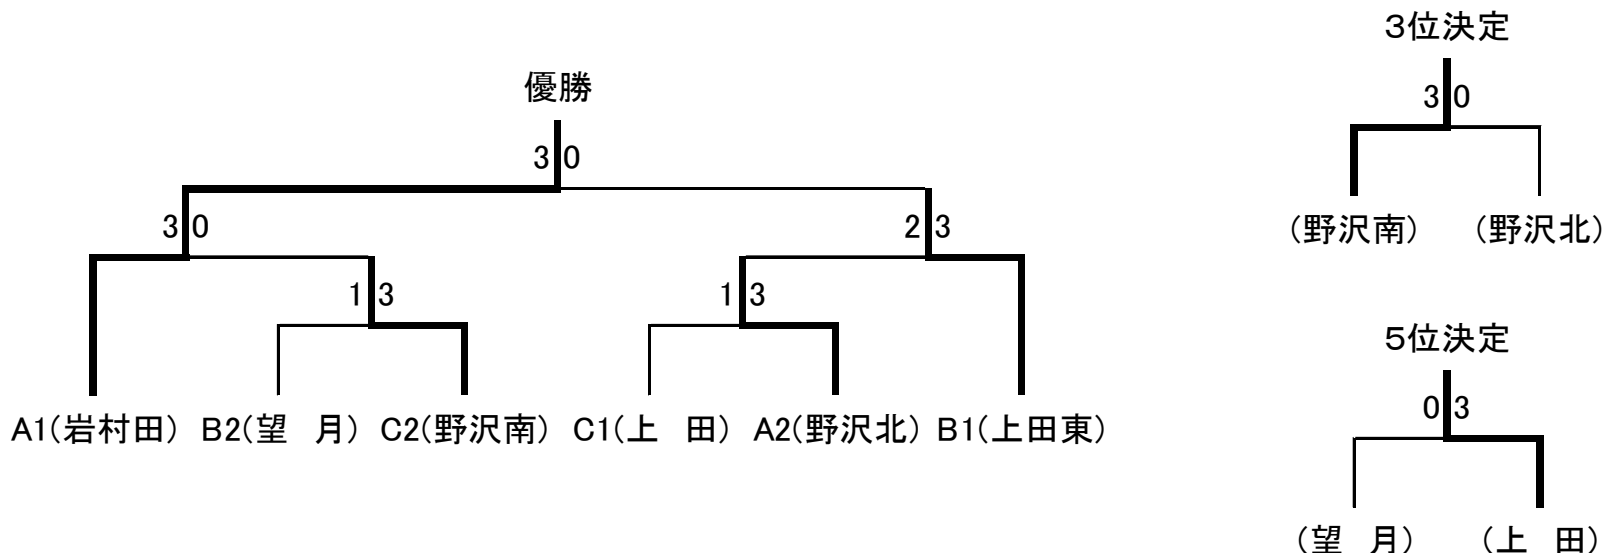 3位決定
優勝
3 0
3 0
(野沢南) (野沢北)
3 0 2 3
1 3 1 3
5位決定
0 3
A1(岩村田) B2(望 月) C2(野沢南) C1(上 田) A2(野沢北) B1(上田東)
(望 月) (上 田)